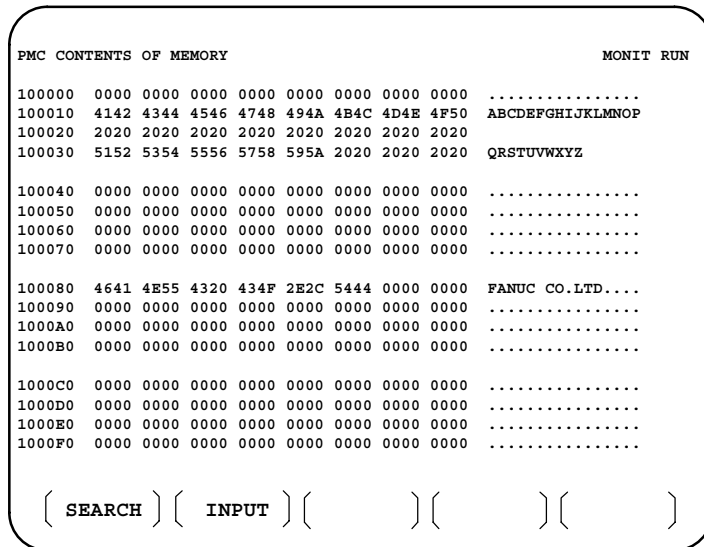 PMC CONTENTS OF MEMORY MONIT RUN
100000 0000 0000 0000 0000 0000 0000 0000 0000 ................
100010 4142 4344 4546 4748 494A 4B4C 4D4E 4F50 ABCDEFGHIJKLMNOP
100020 2020 2020 2020 2020 2020 2020 2020 2020
100030 5152 5354 5556 5758 595A 2020 2020 2020 QRSTUVWXYZ
100040 0000 0000 0000 0000 0000 0000 0000 0000 ................
100050 0000 0000 0000 0000 0000 0000 0000 0000 ................
100060 0000 0000 0000 0000 0000 0000 0000 0000 ................
100070 0000 0000 0000 0000 0000 0000 0000 0000 ................
100080 4641 4E55 4320 434F 2E2C 5444 0000 0000 FANUC CO.LTD....
100090 0000 0000 0000 0000 0000 0000 0000 0000 ................
1000A0 0000 0000 0000 0000 0000 0000 0000 0000 ................
1000B0 0000 0000 0000 0000 0000 0000 0000 0000 ................
1000C0 0000 0000 0000 0000 0000 0000 0000 0000 ................
1000D0 0000 0000 0000 0000 0000 0000 0000 0000 ................
1000E0 0000 0000 0000 0000 0000 0000 0000 0000 ................
1000F0 0000 0000 0000 0000 0000 0000 0000 0000 ................
SEARCH INPUT